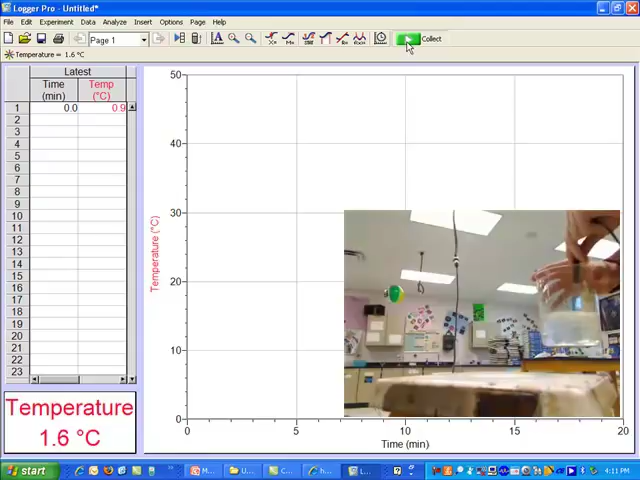 Logger Pro - Untitled*
File Edit Experiment Data Analyze Insert Options Page Help
Page 1
Collect
Temperature = 1.6 °C
Latest
Time Temp
(min) (°C)
1 0.0 0.9
2
3
4
5
6
7
8
9
10
11
12
13
14
15
16
17
18
19
20
21
22
23
Temperature
1.6 °C
50
40
30
20
10
0
Temperature (°C)
0 5 10 15 20
Time (min)
start
M...
U...
C...
h...
L...
4:11 PM